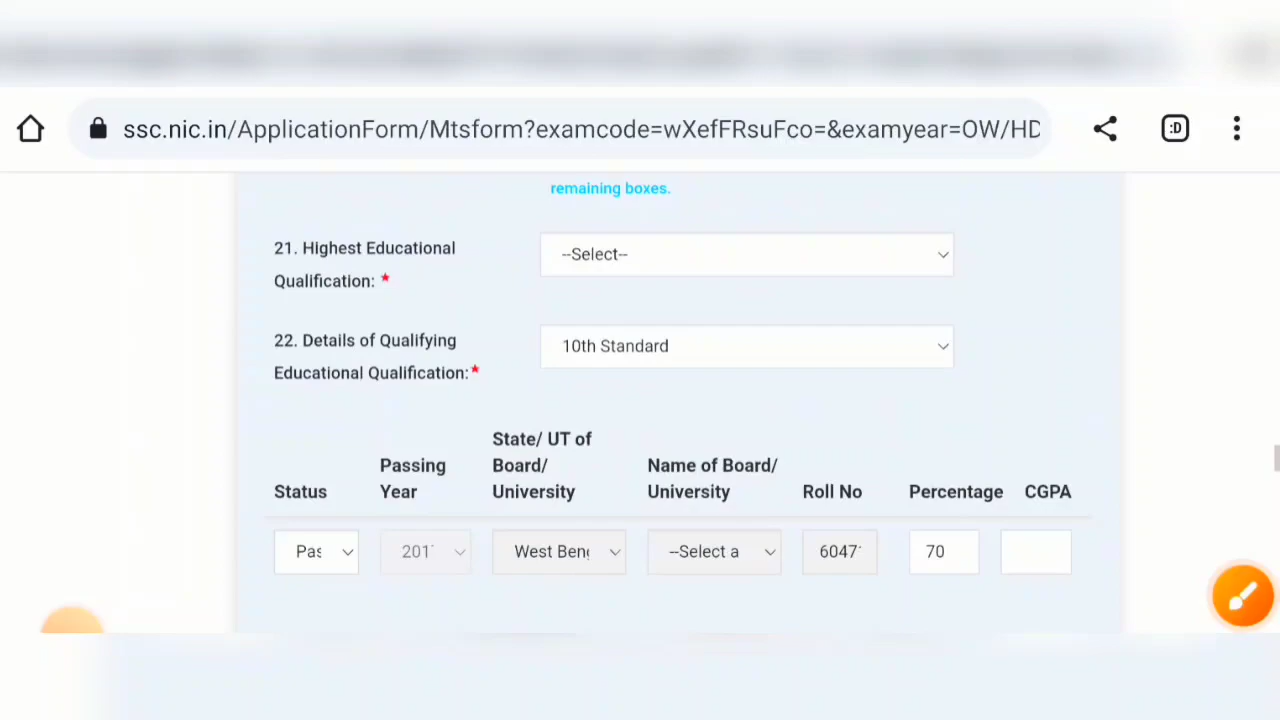 :D
ssc.nic.in/ApplicationForm/Mtsform?examcode=wXefFRsuFco=&examyear=OW/HD
remaining boxes.
21. Highest Educational
Qualification: *
--Select--
22. Details of Qualifying
Educational Qualification:*
10th Standard
Status
Passing
Year
State/ UT of
Board/
University
Name of Board/
University
Roll No
Percentage
CGPA
Pas
201
West Beng
--Select a
6047
70